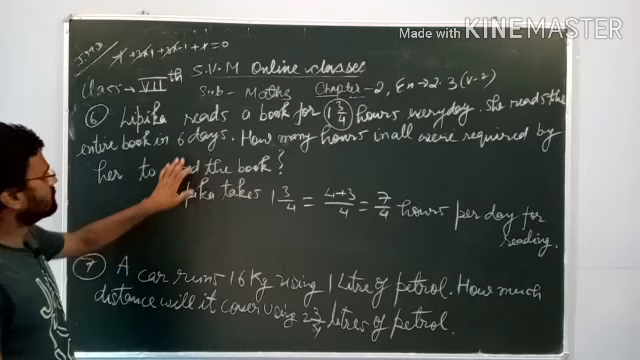 Made with KINEMASTER
S.V.M Online classes
Class → VIIth Sub - Maths Chapter - 2, Ex → 2.3 (V-2)
6 Lipika reads a book for 1 3/4 hours everyday. She reads the
entire book in 6 days. How many hours in all were required by
her to the book?
takes 1 3/4 = 4+3/4 = 7/4 hours per day for
reading.
7 A car runs 16 Kg using 1 Litre of petrol. How much
distance will it cover using 2 3/4 litres of petrol.